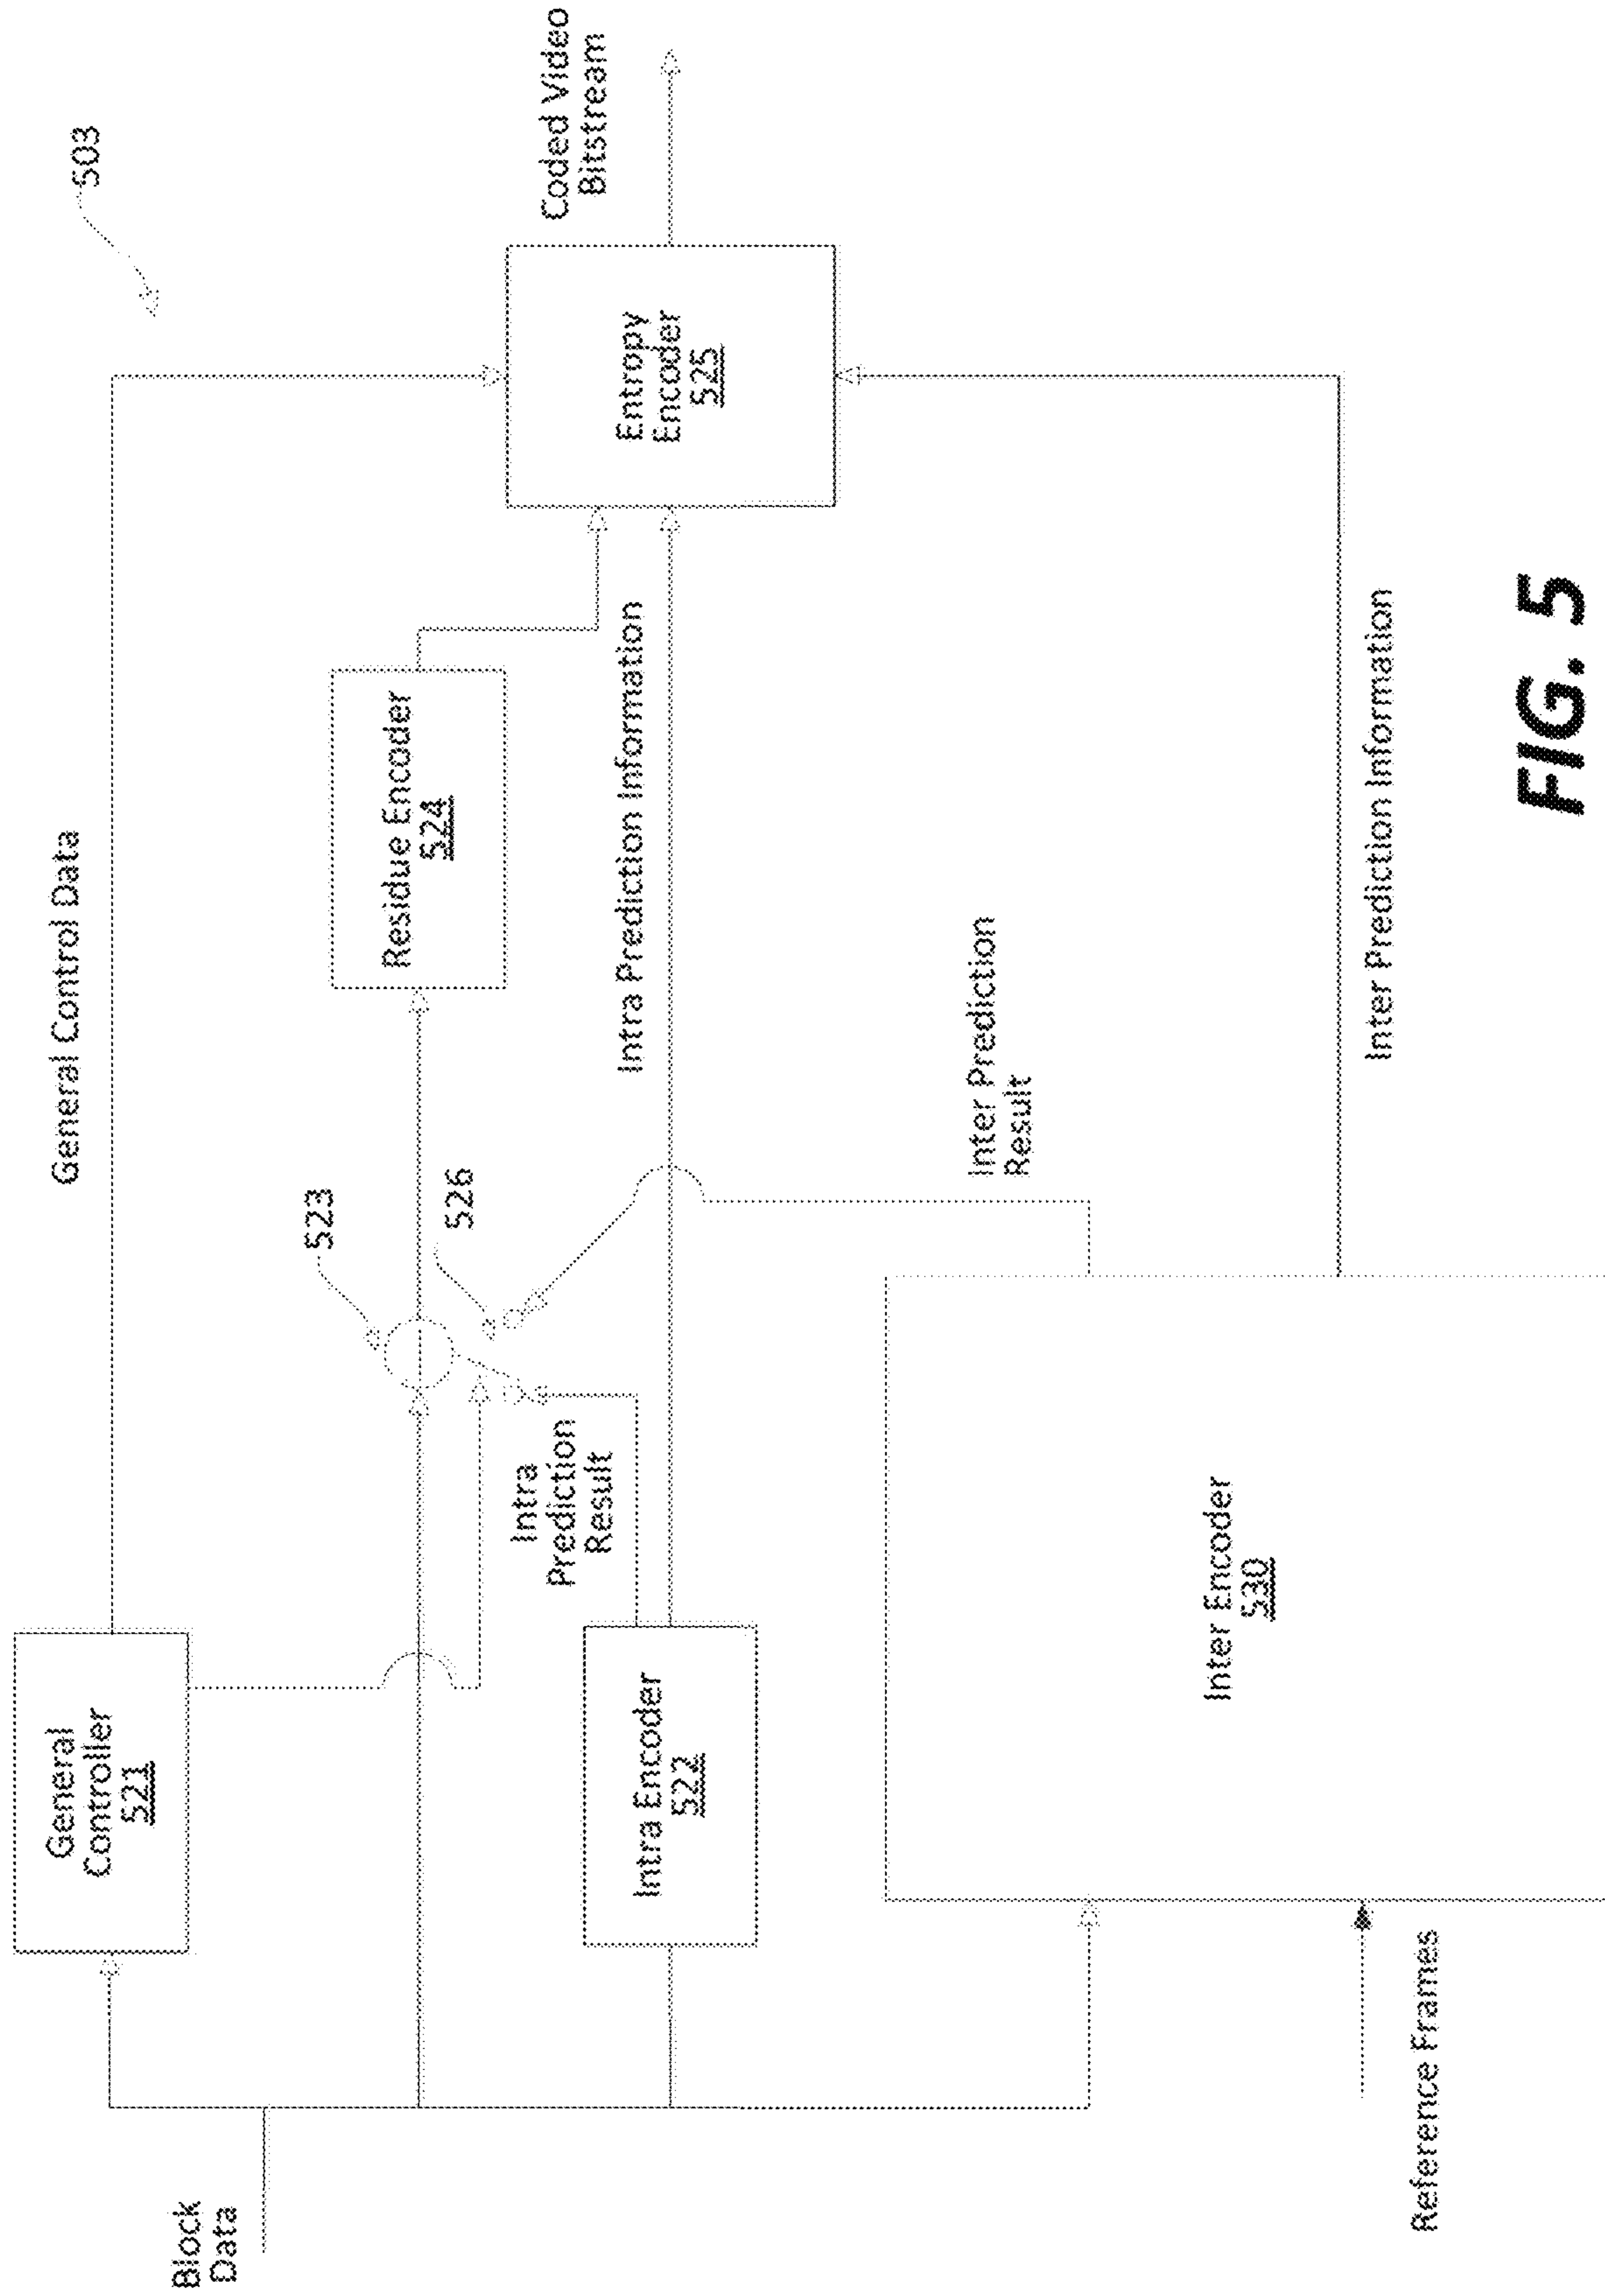 503
General Control Data
Coded Video
Bitstream
General
Controller
521
523
526
Residue Encoder
524
Entropy
Encoder
525
Block
Data
Intra
Prediction
Result
Intra Prediction Information
Intra Encoder
522
Inter Prediction
Result
Inter Encoder
530
Reference Frames
Inter Prediction Information
FIG. 5